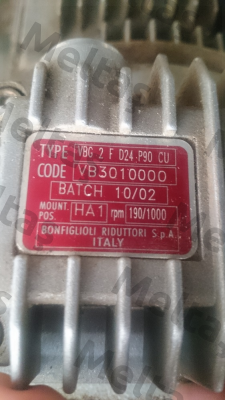 TYPE VBG 2 F D24 P90 CU
CODE VB3010000
BATCH 10/02
MOUNT. POS. HA1 rpm 190/1000
BONFIGLIOLI RIDUTTORI S.p.A.
ITALY
Meltas